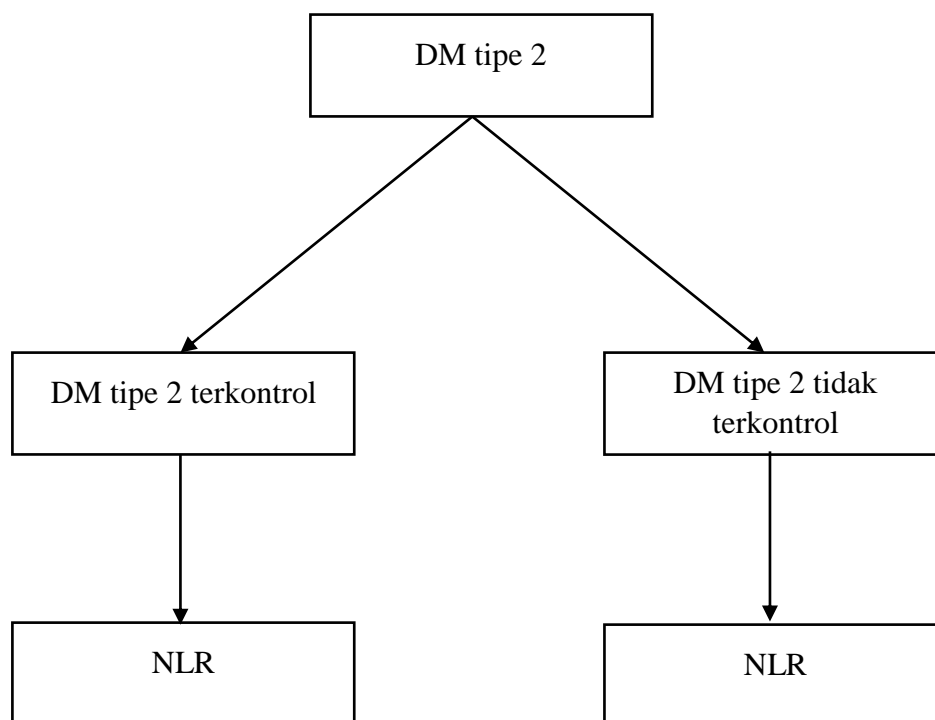 DM tipe 2
DM tipe 2 terkontrol
DM tipe 2 tidak
terkontrol
NLR
NLR